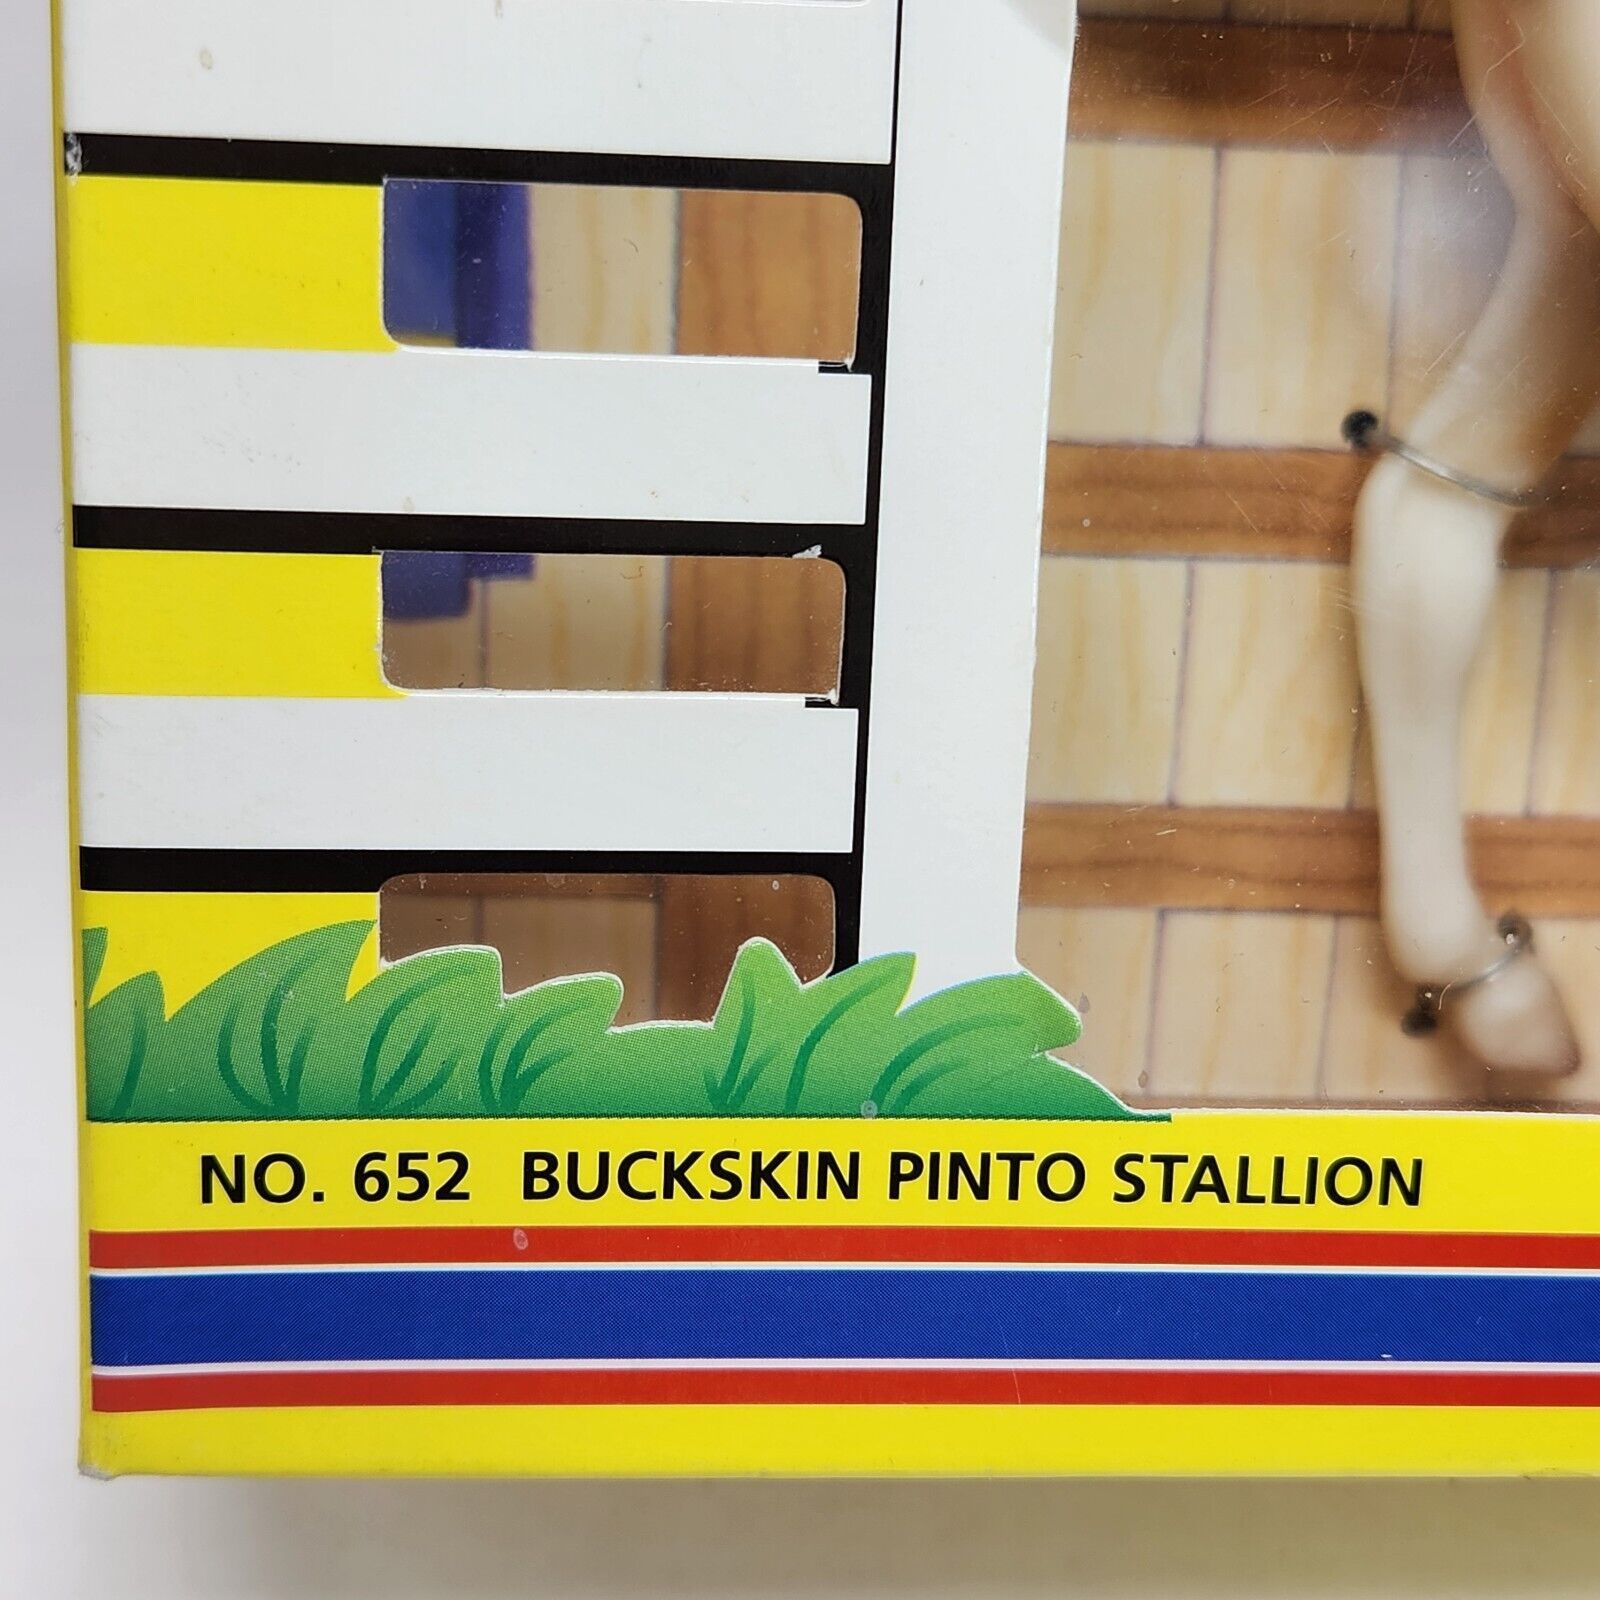 NO. 652 BUCKSKIN PINTO STALLION